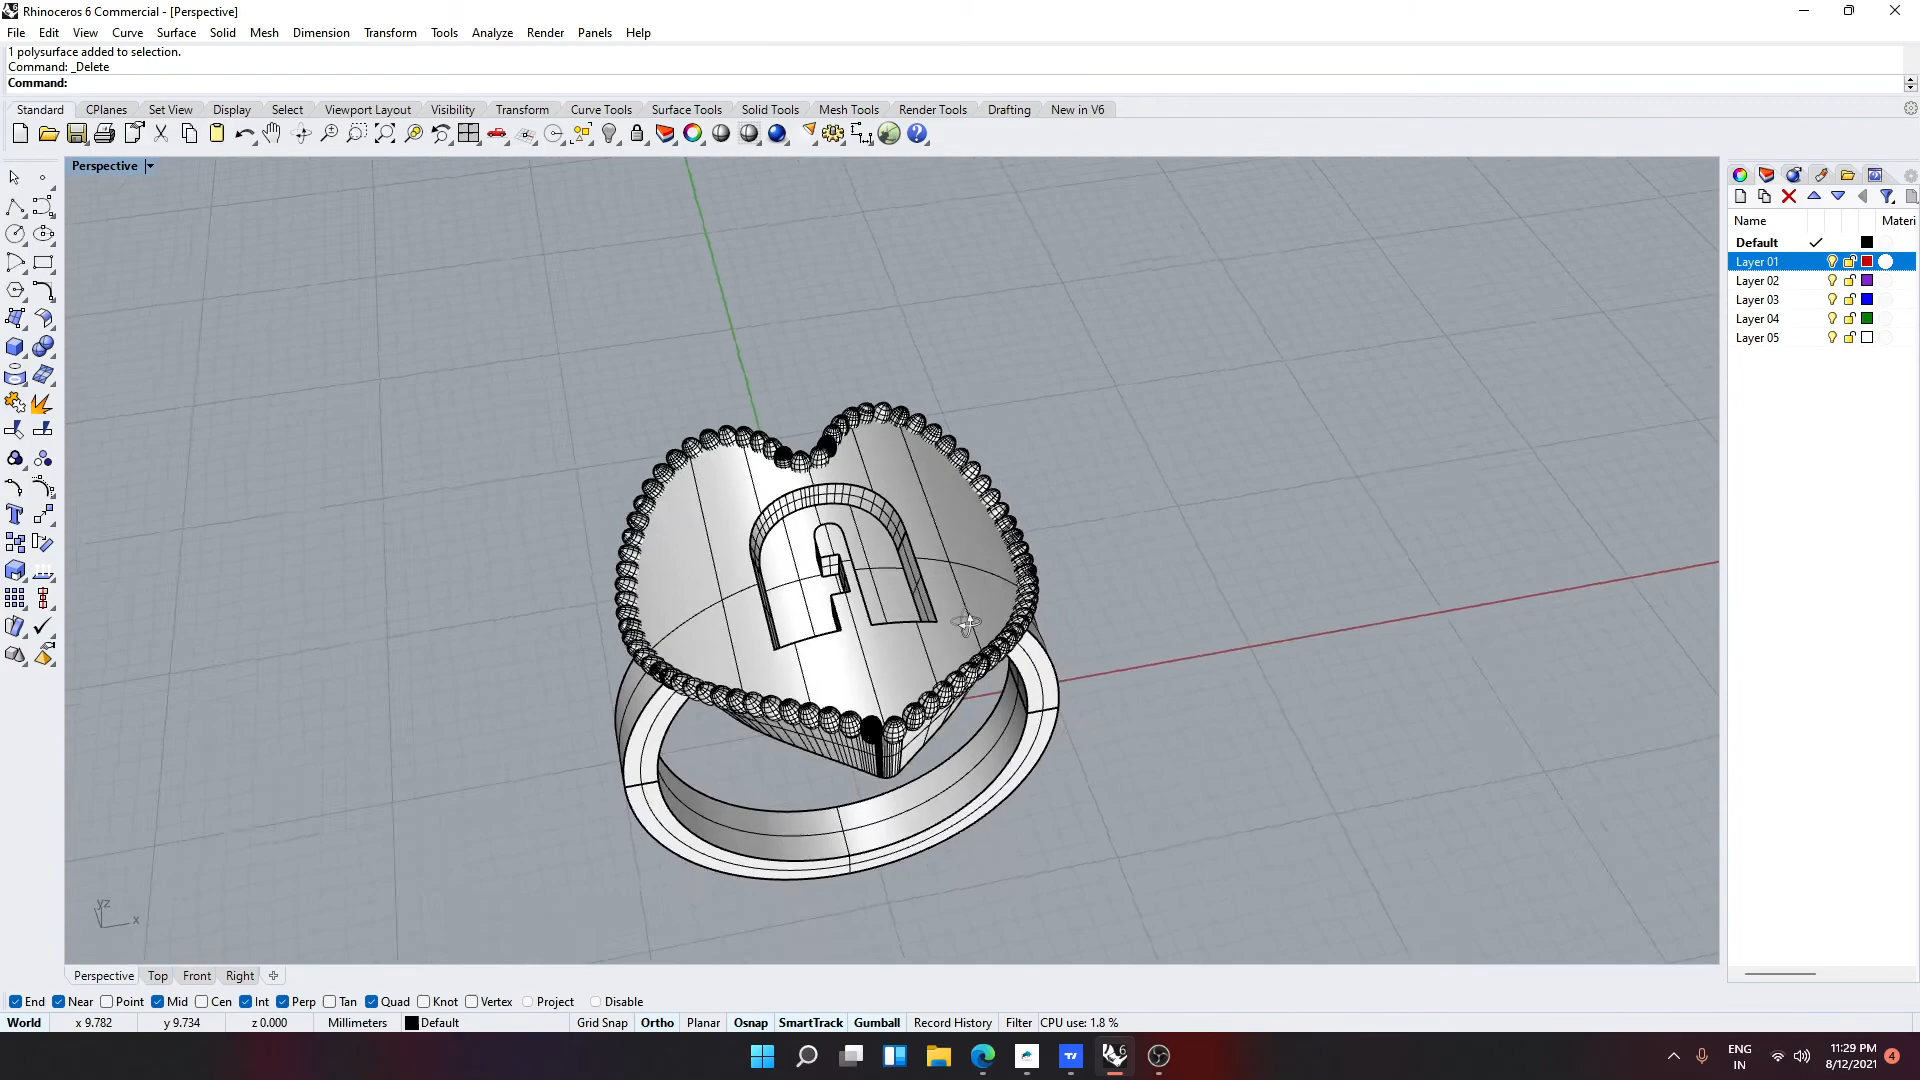 Rhinoceros 6 Commercial - [Perspective]
File Edit View Curve Surface Solid Mesh Dimension Transform Tools Analyze Render Panels Help
1 polysurface added to selection.
Command: _Delete
Command:
Standard CPlanes Set View Display Select Viewport Layout Visibility Transform Curve Tools Surface Tools Solid Tools Mesh Tools Render Tools Drafting New in V6
Perspective
Name Materi
Default
Layer 01
Layer 02
Layer 03
Layer 04
Layer 05
yz
x
Perspective Top Front Right
End Near Point Mid Cen Int Perp Tan Quad Knot Vertex Project Disable
World x 9.782 y 9.734 z 0.000 Millimeters Default Grid Snap Ortho Planar Osnap SmartTrack Gumball Record History Filter CPU use: 1.8 %
ENG
IN
11:29 PM
8/12/2021
4